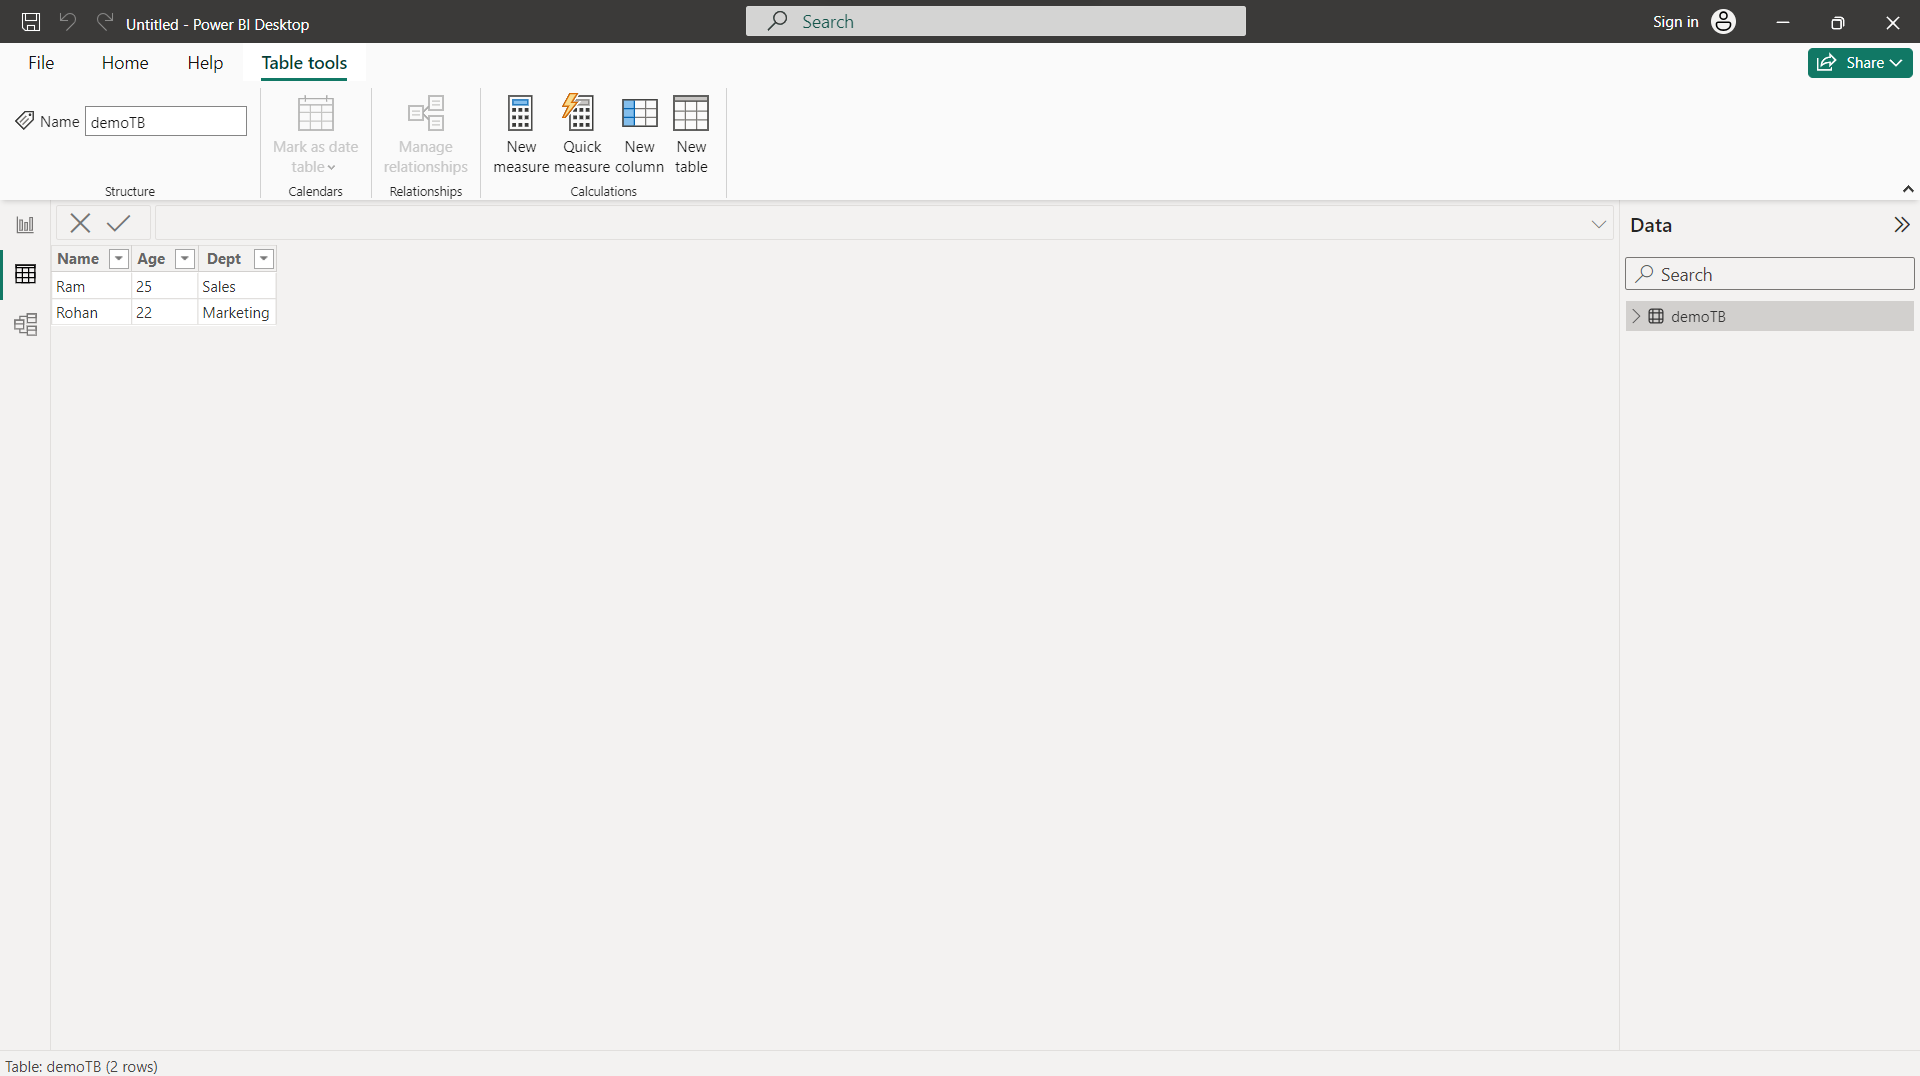 Untitled - Power BI Desktop
Search
Sign in
File Home Help Table tools
Share
Name demoTB
Mark as date table
Manage relationships
New measure
Quick measure
New column
New table
Structure
Calendars
Relationships
Calculations
Name Age Dept
Ram 25 Sales
Rohan 22 Marketing
Data
Search
demoTB
Table: demoTB (2 rows)